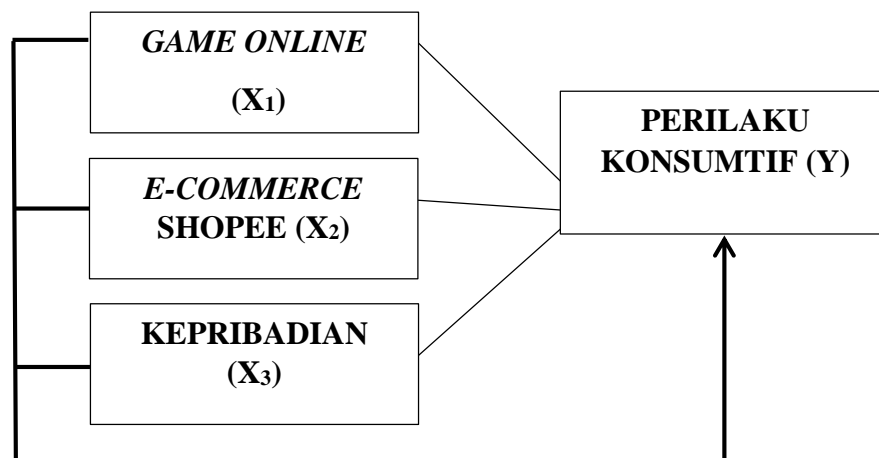 GAME ONLINE
(X₁)
E-COMMERCE
SHOPEE (X₂)
KEPRIBADIAN
(X₃)
PERILAKU
KONSUMTIF (Y)